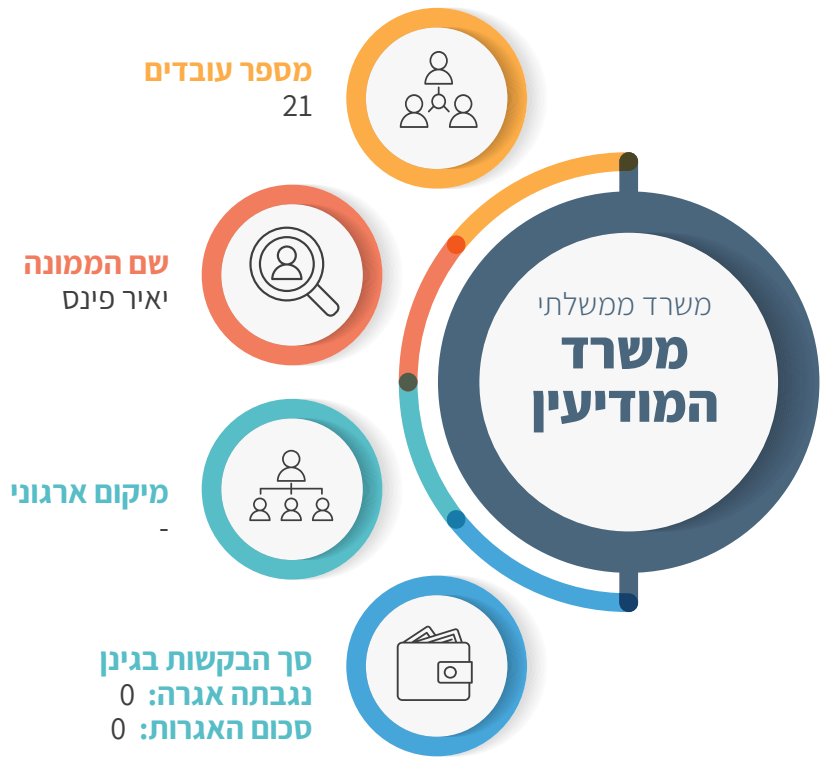 משרד ממשלתי
משרד
המודיעין
מספר עובדים
21
שם הממונה
יאיר פינס
מיקום ארגוני
-
סך הבקשות בגינן
נגבתה אגרה: 0
סכום האגרות: 0